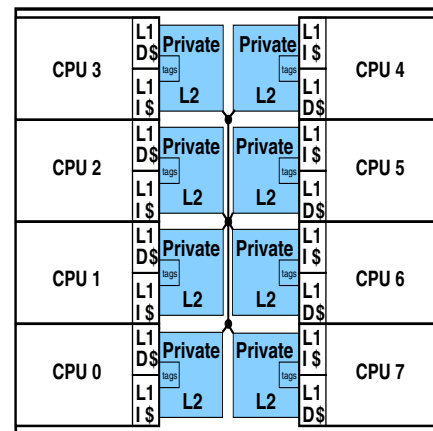 CPU 3
L1
D$
L1
I $
Private
tags
L2
Private
tags
L2
L1
I $
L1
D$
CPU 4
CPU 2
L1
D$
L1
I $
Private
tags
L2
Private
tags
L2
L1
I $
L1
D$
CPU 5
CPU 1
L1
D$
L1
I $
Private
tags
L2
Private
tags
L2
L1
I $
L1
D$
CPU 6
CPU 0
L1
D$
L1
I $
Private
tags
L2
Private
tags
L2
L1
I $
L1
D$
CPU 7